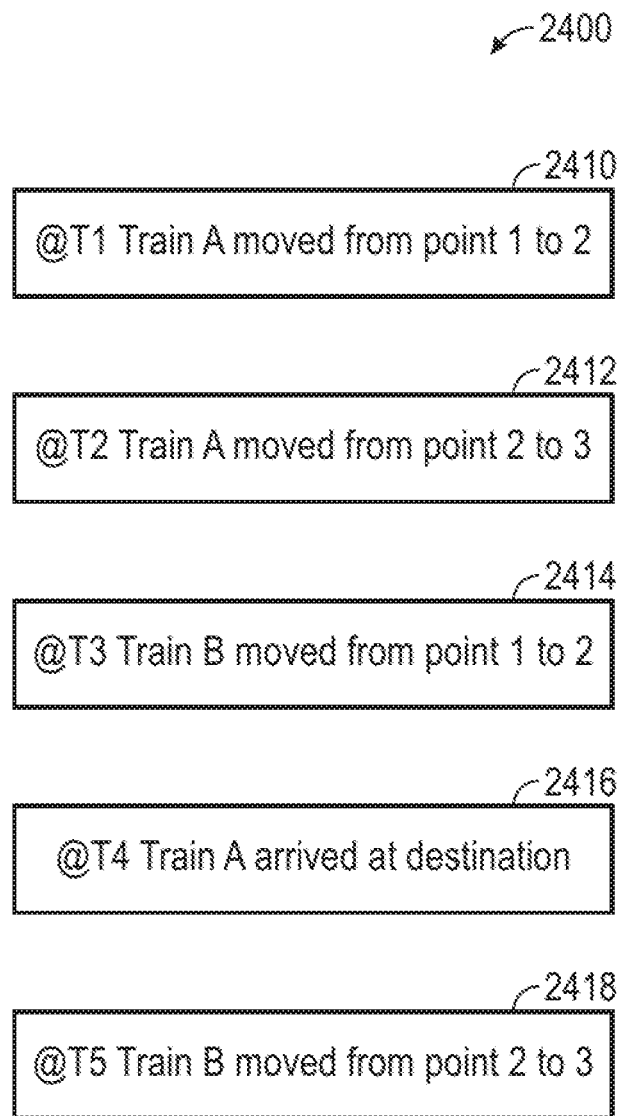 2400
2410
@T1 Train A moved from point 1 to 2
2412
@T2 Train A moved from point 2 to 3
2414
@T3 Train B moved from point 1 to 2
2416
@T4 Train A arrived at destination
2418
@T5 Train B moved from point 2 to 3